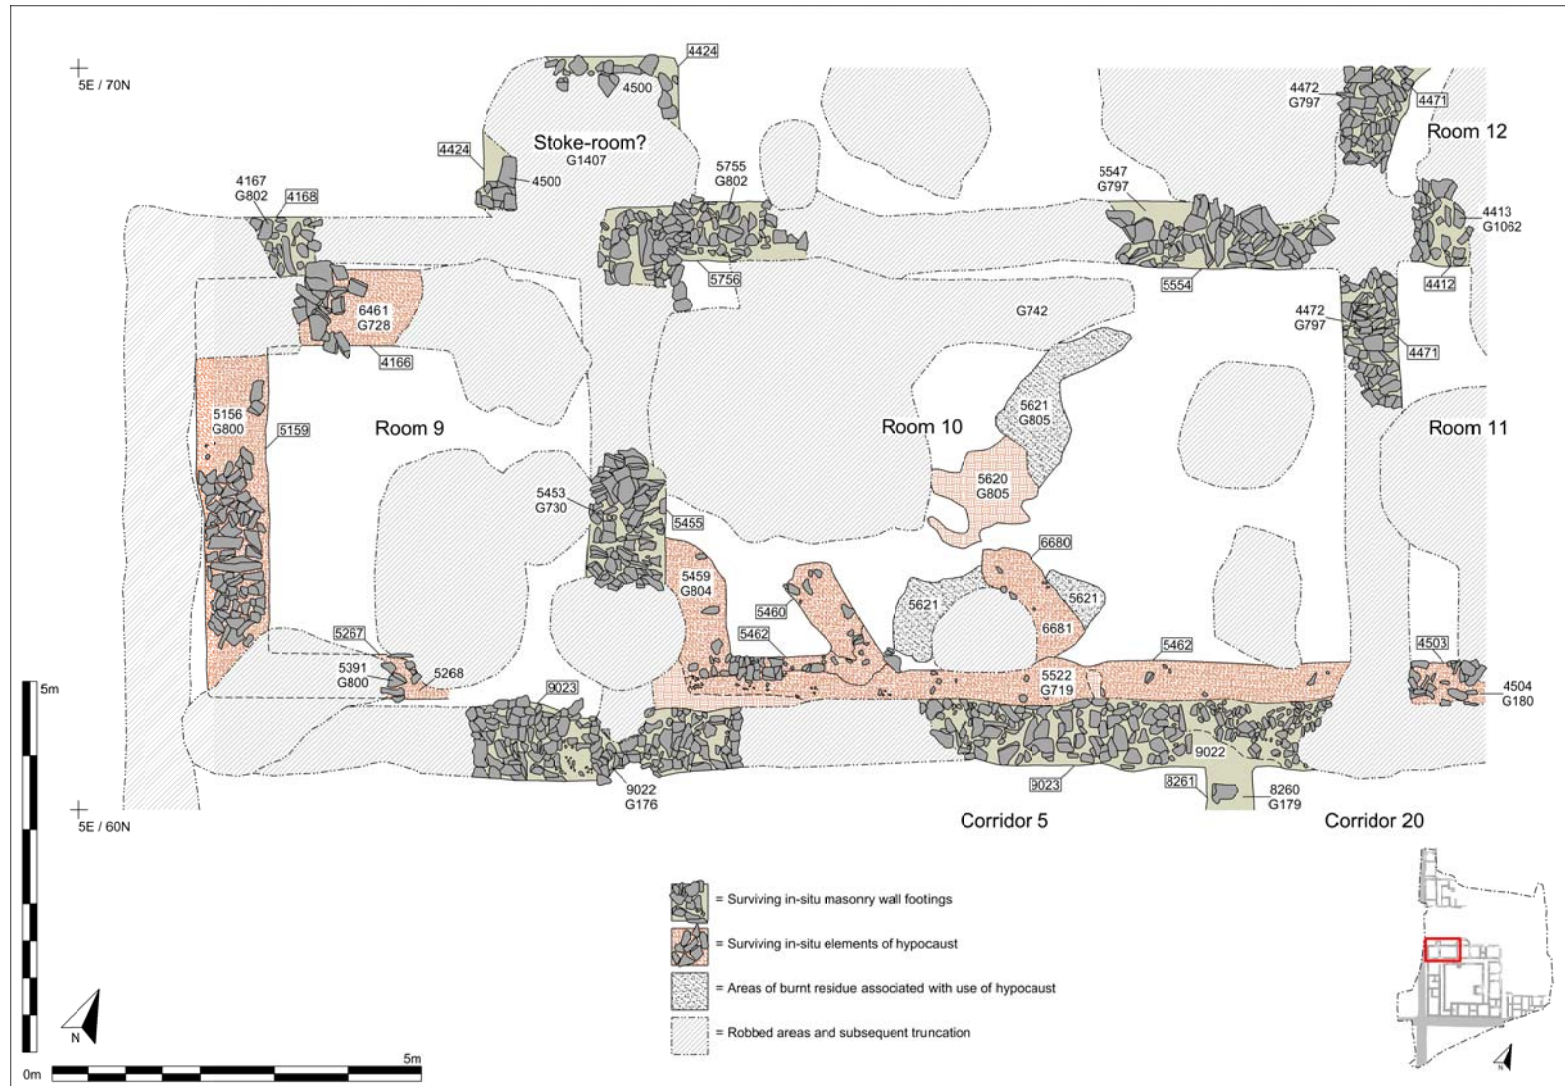 5E / 70N
4424
4500
4472
G797
4471
Room 12
Stoke-room?
G1407
4424
4500
4167
G802
4168
5755
G802
5547
G797
4413
G1062
5756
5554
4412
6461
G728
4166
G742
4472
G797
4471
5156
G800
5159
Room 9
Room 10
5621
G805
Room 11
5620
G805
5453
G730
5455
6680
5459
G804
5460
5621
5621
5462
6681
5462
5267
5391
G800
5268
4503
4504
G180
5522
G719
9023
9022
9022
G176
9023
8261
8260
G179
5m
5E / 60N
Corridor 5
Corridor 20
= Surviving in-situ masonry wall footings
= Surviving in-situ elements of hypocaust
= Areas of burnt residue associated with use of hypocaust
= Robbed areas and subsequent truncation
N
N
5m
0m